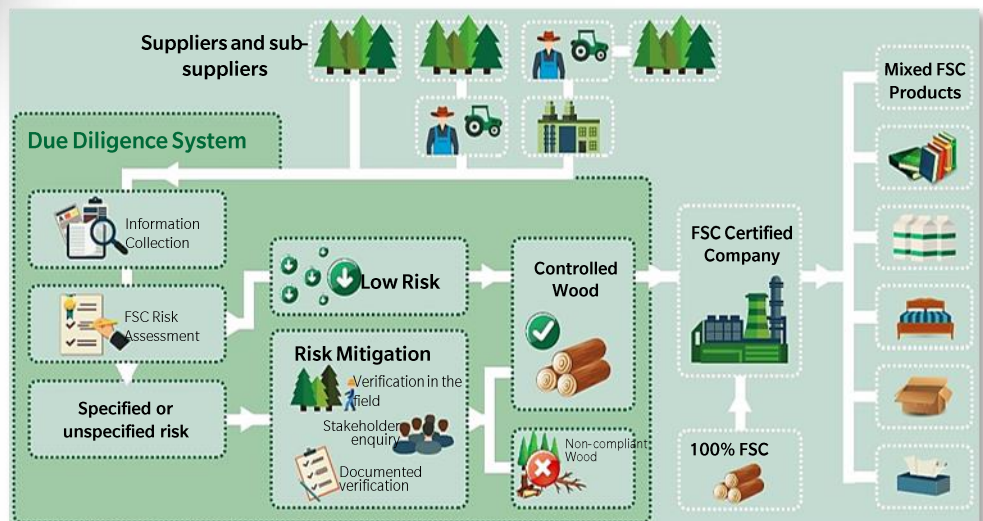 Suppliers and sub-
suppliers
Due Diligence System
Information
Collection
FSC Risk
Assessment
Specified or
unspecified risk
Low Risk
Risk Mitigation
Verification in the
field
Stakeholder
enquiry
Documented
verification
Controlled
Wood
Non-compliant
Wood
FSC Certified
Company
100% FSC
Mixed FSC
Products